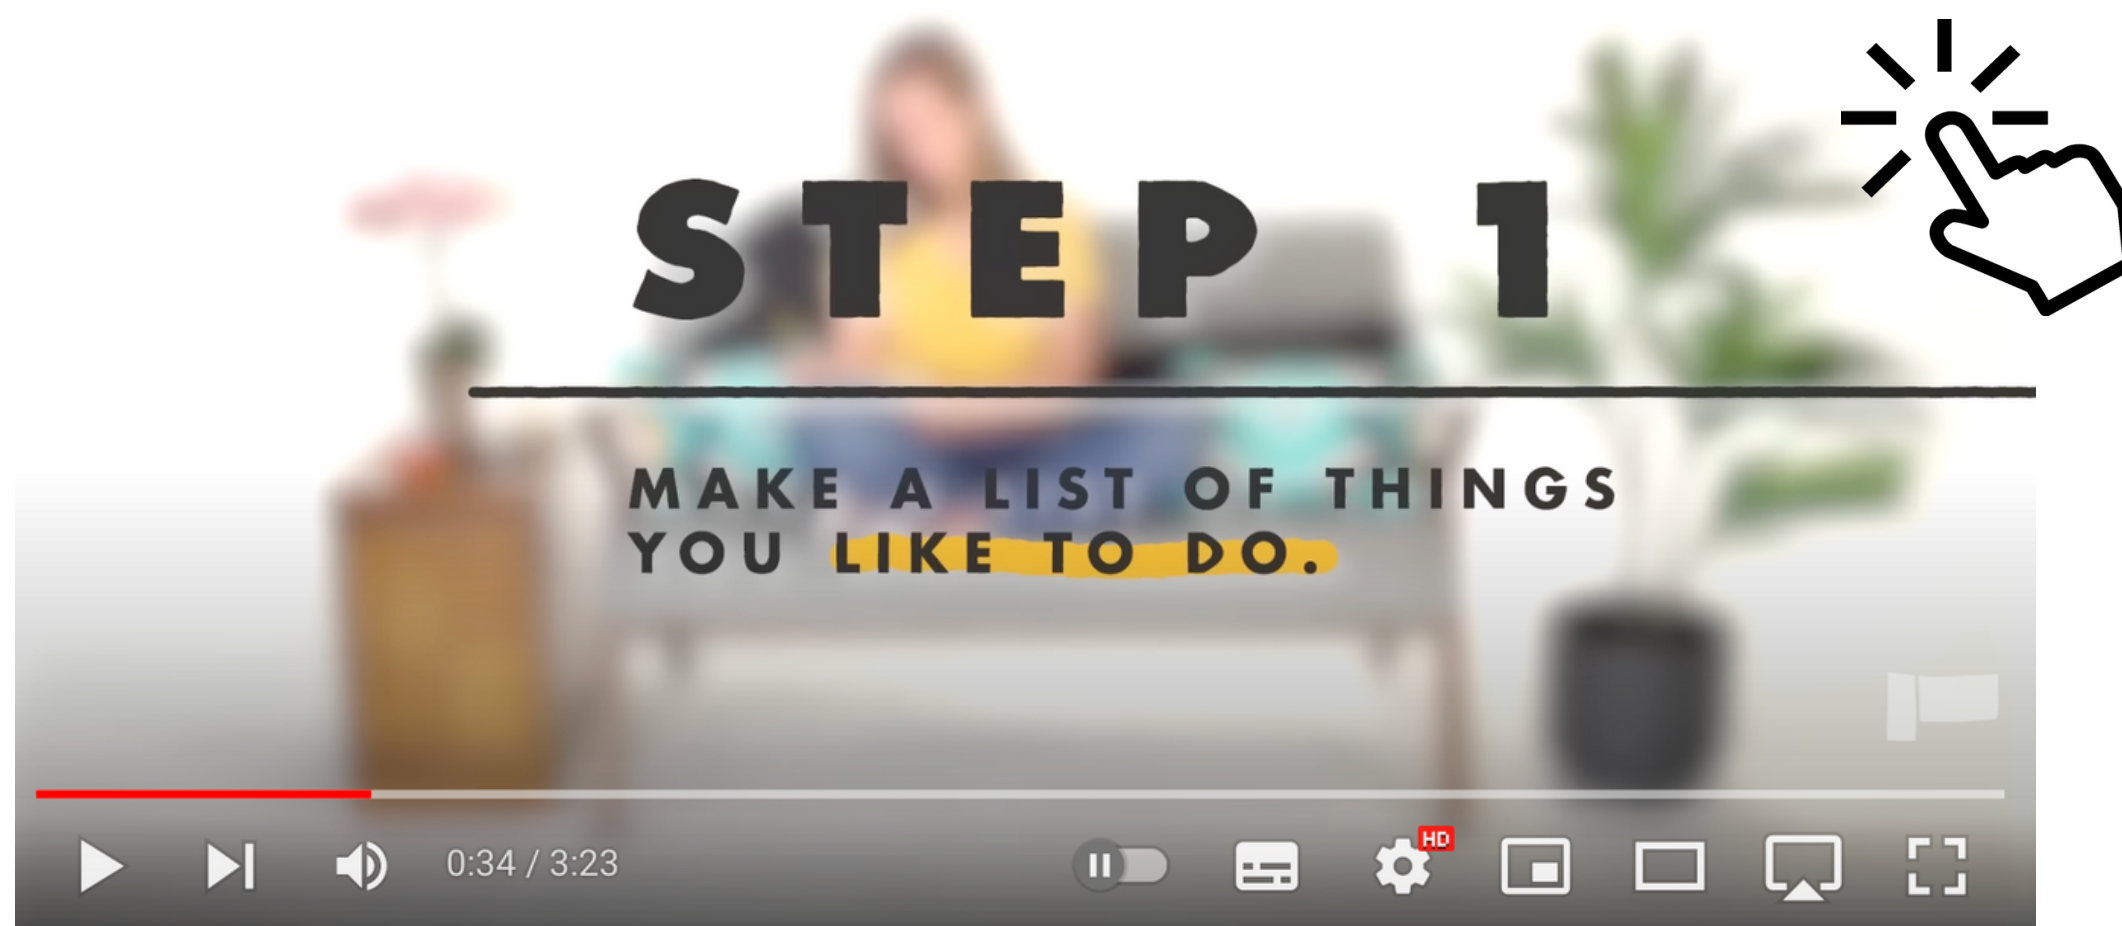 STEP 1
MAKE A LIST OF THINGS
YOU LIKE TO DO.
HD
0:34 / 3:23